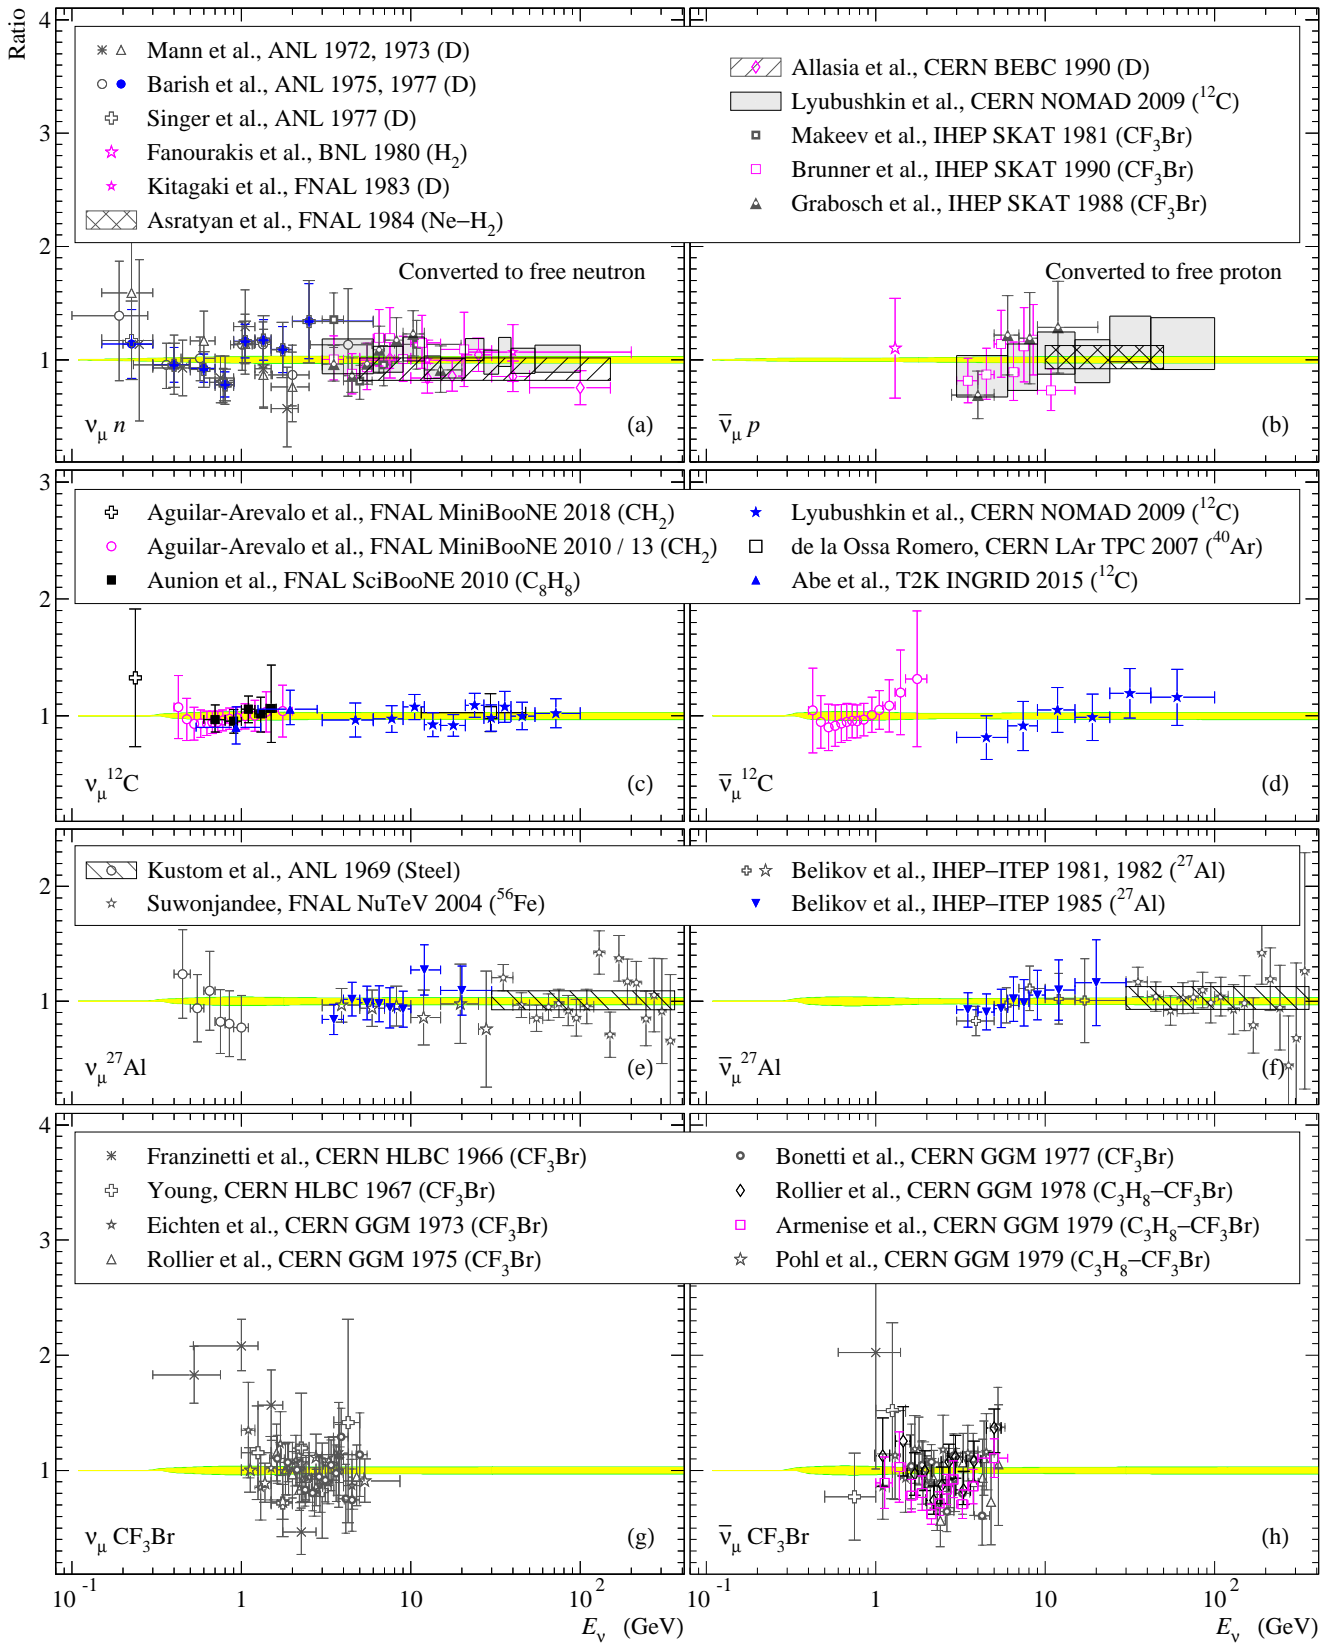 Ratio
4
3
2
1
Mann et al., ANL 1972, 1973 (D)
Barish et al., ANL 1975, 1977 (D)
Singer et al., ANL 1977 (D)
Fanourakis et al., BNL 1980 (H₂)
Kitagaki et al., FNAL 1983 (D)
Asratyan et al., FNAL 1984 (Ne−H₂)
Allasia et al., CERN BEBC 1990 (D)
Lyubushkin et al., CERN NOMAD 2009 (¹²C)
Makeev et al., IHEP SKAT 1981 (CF₃Br)
Brunner et al., IHEP SKAT 1990 (CF₃Br)
Grabosch et al., IHEP SKAT 1988 (CF₃Br)
Converted to free neutron
ν_μ n
(a)
Converted to free proton
ν̅_μ p
(b)
3
2
1
Aguilar-Arevalo et al., FNAL MiniBooNE 2018 (CH₂)
Aguilar-Arevalo et al., FNAL MiniBooNE 2010 / 13 (CH₂)
Aunion et al., FNAL SciBooNE 2010 (C₈H₈)
Lyubushkin et al., CERN NOMAD 2009 (¹²C)
de la Ossa Romero, CERN LAr TPC 2007 (⁴⁰Ar)
Abe et al., T2K INGRID 2015 (¹²C)
ν_μ ¹²C
(c)
ν̅_μ ¹²C
(d)
2
1
Kustom et al., ANL 1969 (Steel)
Suwonjandee, FNAL NuTeV 2004 (⁵⁶Fe)
Belikov et al., IHEP−ITEP 1981, 1982 (²⁷Al)
Belikov et al., IHEP−ITEP 1985 (²⁷Al)
ν_μ ²⁷Al
(e)
ν̅_μ ²⁷Al
(f)
4
3
2
1
Franzinetti et al., CERN HLBC 1966 (CF₃Br)
Young, CERN HLBC 1967 (CF₃Br)
Eichten et al., CERN GGM 1973 (CF₃Br)
Rollier et al., CERN GGM 1975 (CF₃Br)
Bonetti et al., CERN GGM 1977 (CF₃Br)
Rollier et al., CERN GGM 1978 (C₃H₈−CF₃Br)
Armenise et al., CERN GGM 1979 (C₃H₈−CF₃Br)
Pohl et al., CERN GGM 1979 (C₃H₈−CF₃Br)
ν_μ CF₃Br
(g)
ν̅_μ CF₃Br
(h)
10⁻¹ 1 10 10² 10⁻¹ 1 10 10²
E_ν (GeV) E_ν (GeV)